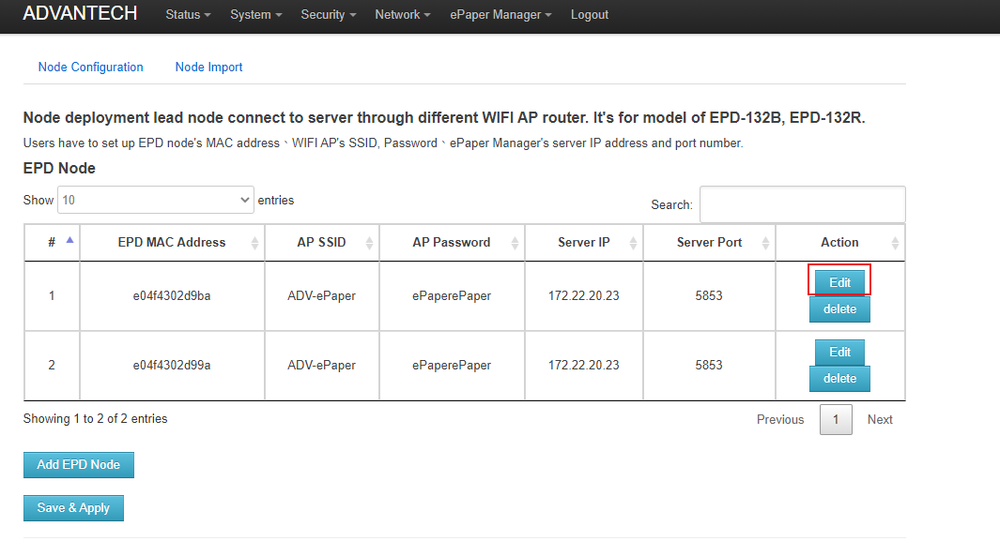 ADVANTECH Status System Security Network ePaper Manager Logout
Node Configuration Node Import
Node deployment lead node connect to server through different WIFI AP router. It's for model of EPD-132B, EPD-132R.
Users have to set up EPD node's MAC address、WIFI AP's SSID, Password、ePaper Manager's server IP address and port number.
EPD Node
Show 10 entries Search:
# EPD MAC Address AP SSID AP Password Server IP Server Port Action
1 e04f4302d9ba ADV-ePaper ePaperePaper 172.22.20.23 5853 Edit
delete
2 e04f4302d99a ADV-ePaper ePaperePaper 172.22.20.23 5853 Edit
delete
Showing 1 to 2 of 2 entries Previous 1 Next
Add EPD Node
Save & Apply